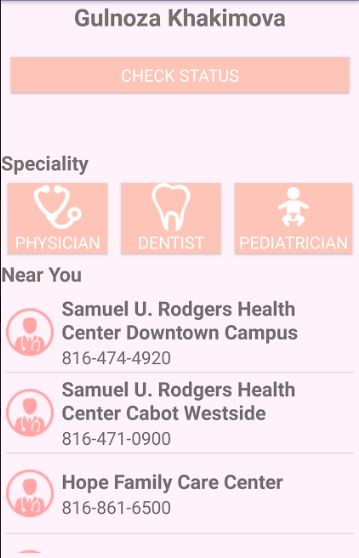 Gulnoza Khakimova
CHECK STATUS
Speciality
PHYSICIAN
DENTIST
PEDIATRICIAN
Near You
Samuel U. Rodgers Health
Center Downtown Campus
816-474-4920
Samuel U. Rodgers Health
Center Cabot Westside
816-471-0900
Hope Family Care Center
816-861-6500